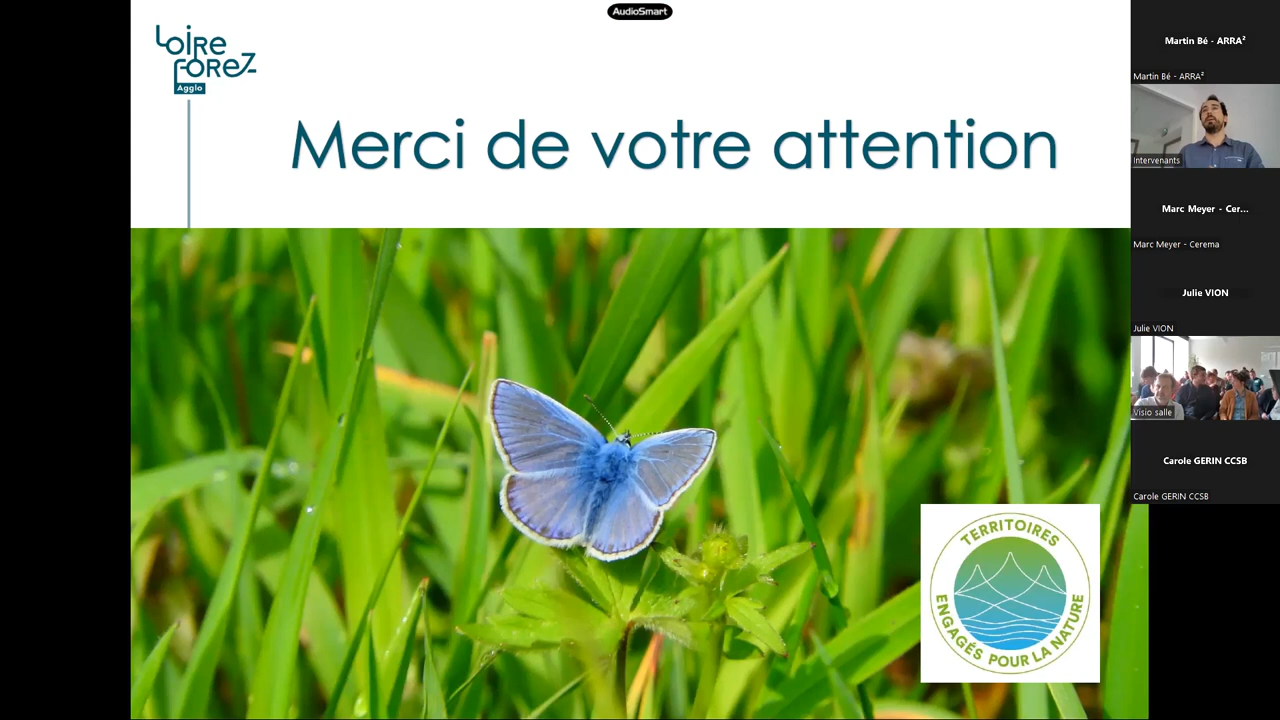 AudioSmart
Loire
Forez
Agglo
Merci de votre attention
TERRITOIRES
ENGAGÉS POUR LA NATURE
Martin Bé - ARRA²
Martin Bé - ARRA²
Intervenants
Marc Meyer - Cer...
Marc Meyer - Cerema
Julie VION
Julie VION
Visio salle
Carole GERIN CCSB
Carole GERIN CCSB